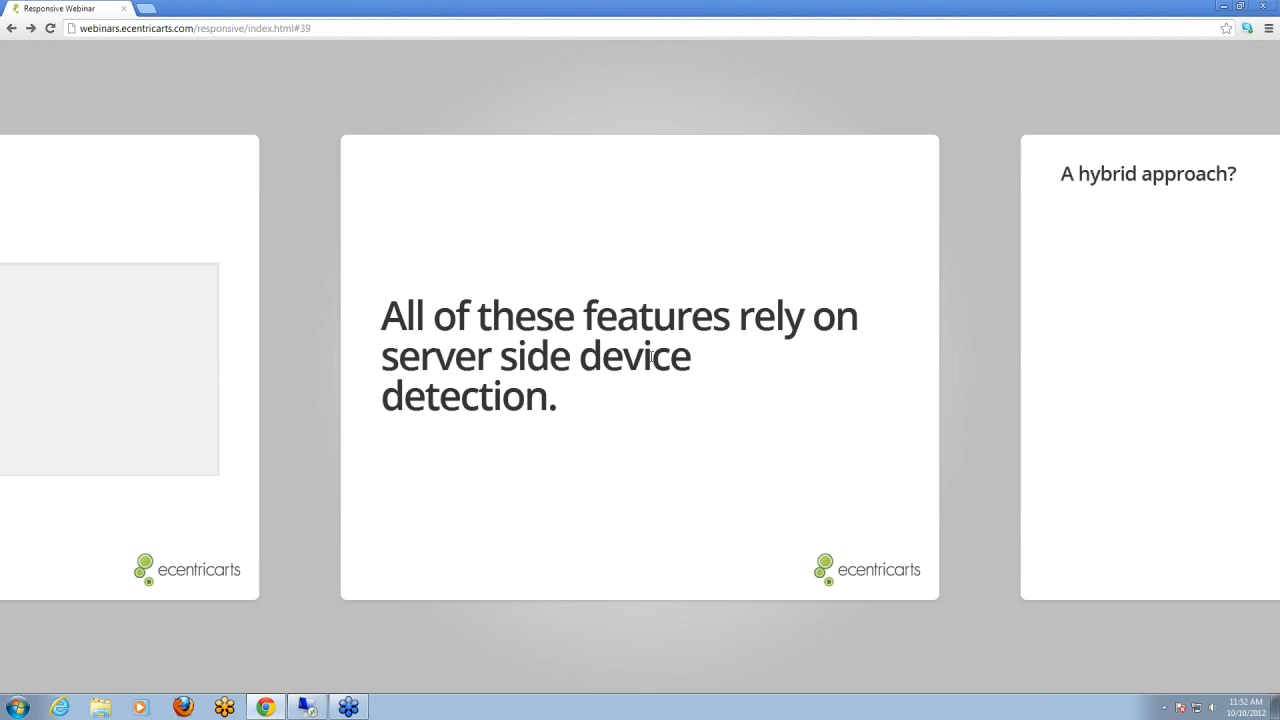 Responsive Webinar
webinars.ecentricarts.com/responsive/index.html#39
A hybrid approach?
All of these features rely on
server side device
detection.
ecentricarts
ecentricarts
11:52 AM
10/10/2012